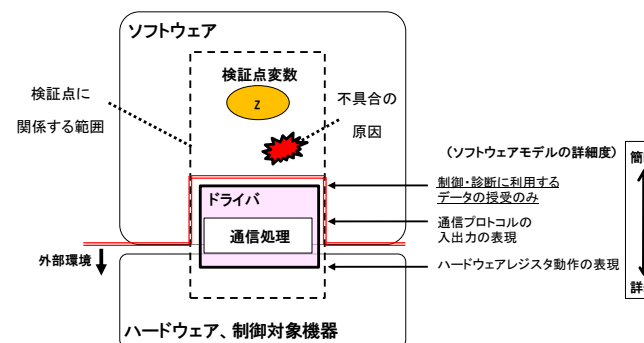 ソフトウェア
検証点変数
Z
検証点に
関係する範囲
不具合の
原因
(ソフトウェアモデルの詳細度)
制御・診断に利用する
データの授受のみ
ドライバ
通信処理
通信プロトコルの
入出力の表現
外部環境
ハードウェアレジスタ動作の表現
ハードウェア、制御対象機器